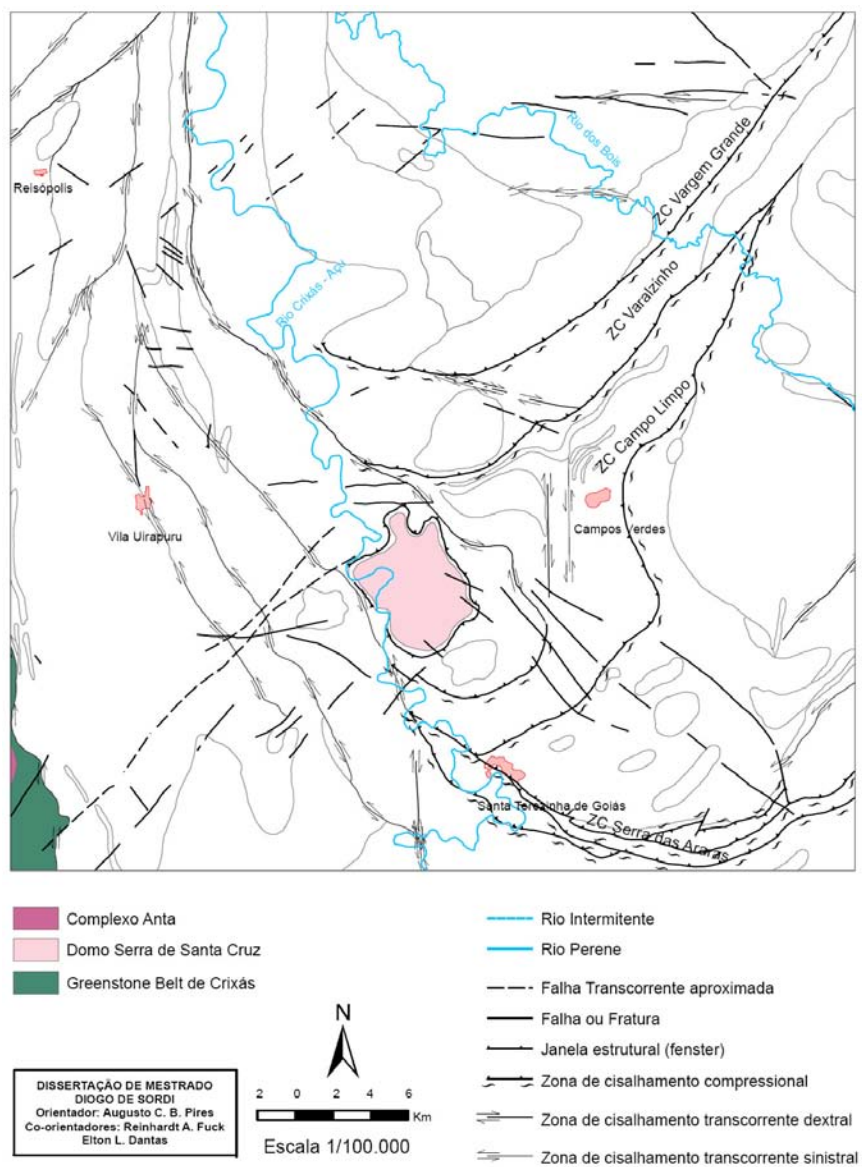 Rio dos Bois
ZC Vargem Grande
Reisópolis
Rio Crixás - Açu
ZC Varalzinho
ZC Campo Limpo
Campos Verdes
Vila Uirapuru
Santa Terezinha de Goiás
ZC Serra das Araras
Complexo Anta
Domo Serra de Santa Cruz
Greenstone Belt de Crixás
Rio Intermitente
Rio Perene
Falha Transcorrente aproximada
Falha ou Fratura
Janela estrutural (fenster)
Zona de cisalhamento compressional
Zona de cisalhamento transcorrente dextral
Zona de cisalhamento transcorrente sinistral
N
2 0 2 4 6
Km
Escala 1/100.000
DISSERTAÇÃO DE MESTRADO
DIOGO DE SORDI
Orientador: Augusto C. B. Pires
Co-orientadores: Reinhardt A. Fuck
Elton L. Dantas